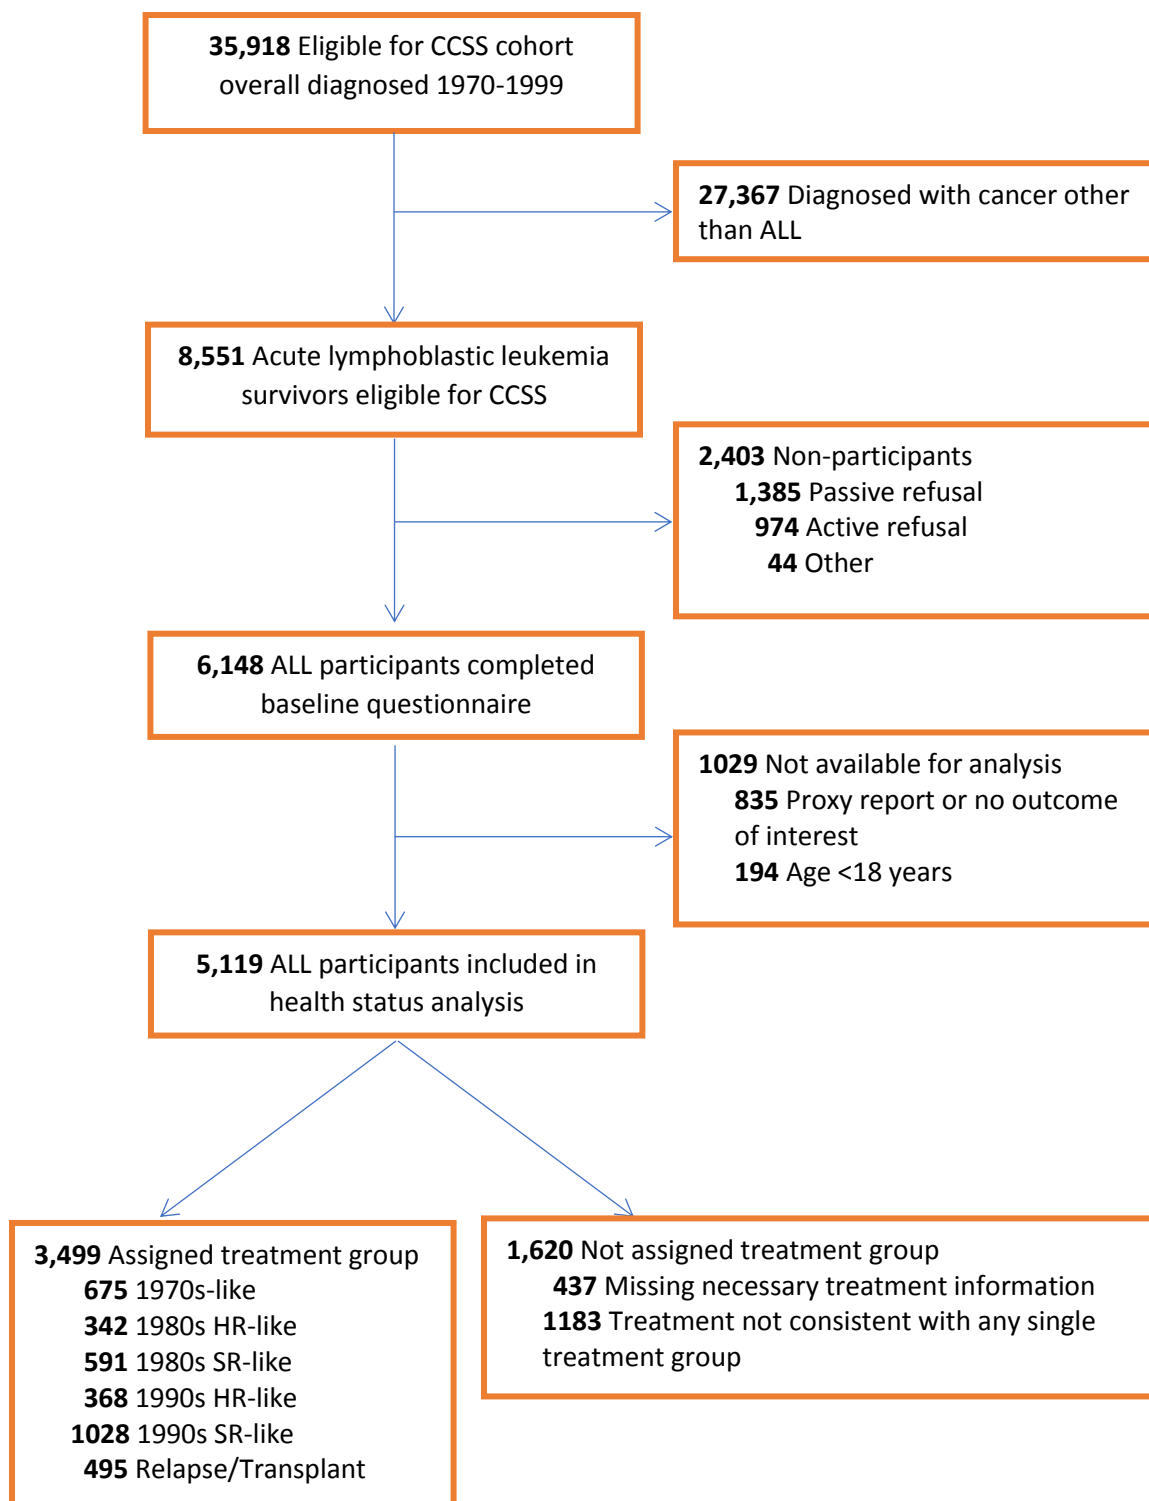 35,918 Eligible for CCSS cohort
overall diagnosed 1970-1999
27,367 Diagnosed with cancer other
than ALL
8,551 Acute lymphoblastic leukemia
survivors eligible for CCSS
2,403 Non-participants
1,385 Passive refusal
974 Active refusal
44 Other
6,148 ALL participants completed
baseline questionnaire
1029 Not available for analysis
835 Proxy report or no outcome
of interest
194 Age <18 years
5,119 ALL participants included in
health status analysis
3,499 Assigned treatment group
675 1970s-like
342 1980s HR-like
591 1980s SR-like
368 1990s HR-like
1028 1990s SR-like
495 Relapse/Transplant
1,620 Not assigned treatment group
437 Missing necessary treatment information
1183 Treatment not consistent with any single
treatment group